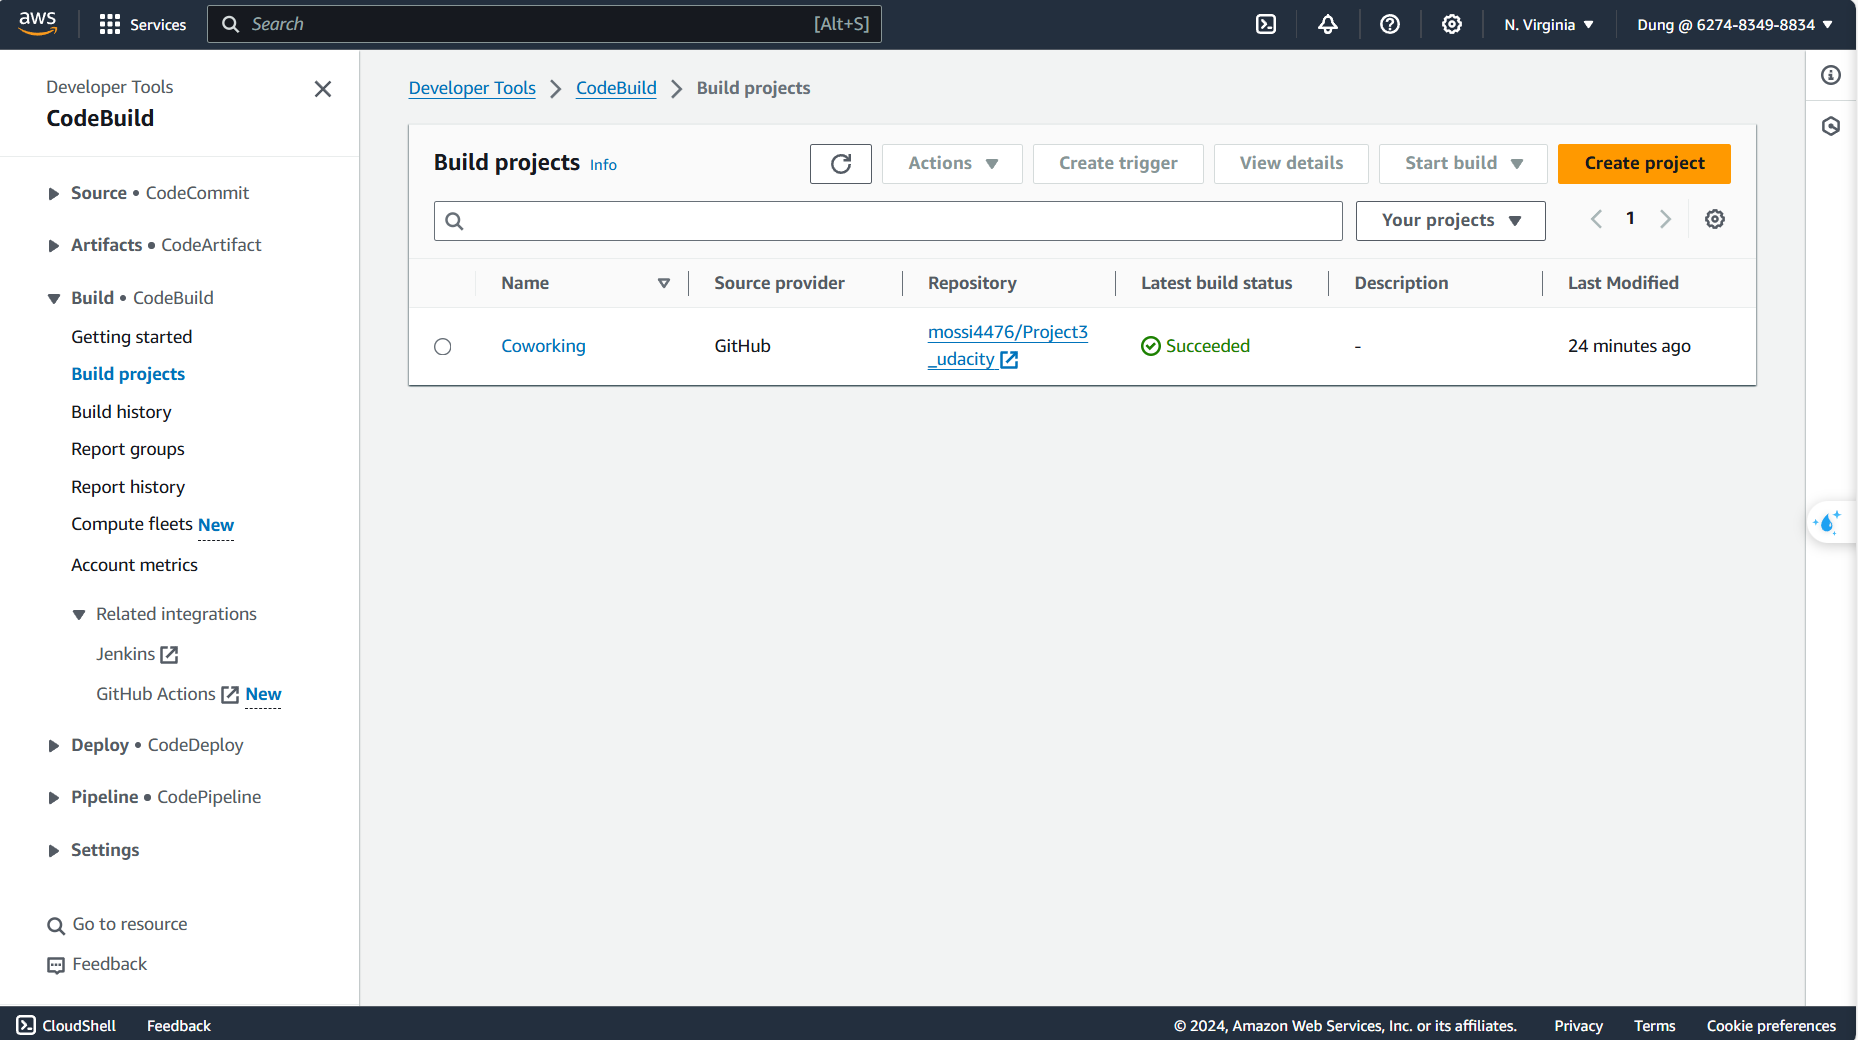 aws
Services
Search
[Alt+S]
N. Virginia
Dung @ 6274-8349-8834
Developer Tools
CodeBuild
Source • CodeCommit
Artifacts • CodeArtifact
Build • CodeBuild
Getting started
Build projects
Build history
Report groups
Report history
Compute fleets New
Account metrics
Related integrations
Jenkins
GitHub Actions New
Deploy • CodeDeploy
Pipeline • CodePipeline
Settings
Go to resource
Feedback
Developer Tools
CodeBuild
Build projects
Build projects Info
Actions
Create trigger
View details
Start build
Create project
Your projects
1
Name
Source provider
Repository
Latest build status
Description
Last Modified
Coworking
GitHub
mossi4476/Project3
_udacity
Succeeded
-
24 minutes ago
CloudShell
Feedback
© 2024, Amazon Web Services, Inc. or its affiliates.
Privacy
Terms
Cookie preferences